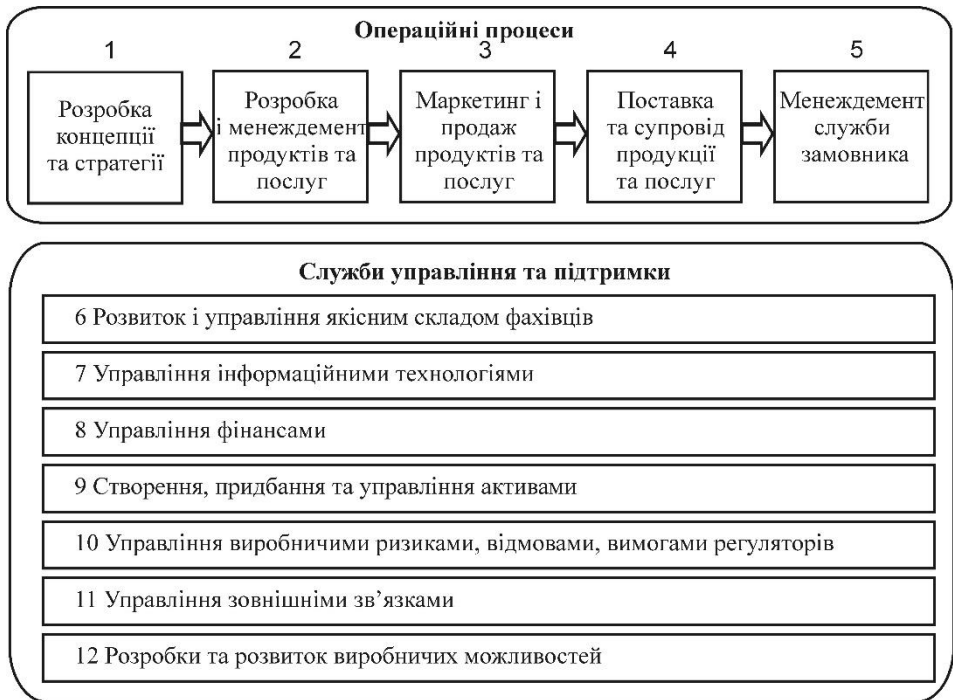 Операційні процеси
1
2
3
4
5
Розробка
концепції
та стратегії
Розробка
і менеждемент
продуктів та
послуг
Маркетинг і
продаж
продуктів та
послуг
Поставка
та супровід
продукції
та послуг
Менеждемент
служби
замовника
Служби управління та підтримки
6 Розвиток і управління якісним складом фахівців
7 Управління інформаційними технологіями
8 Управління фінансами
9 Створення, придбання та управління активами
10 Управління виробничими ризиками, відмовами, вимогами регуляторів
11 Управління зовнішніми зв’язками
12 Розробки та розвиток виробничих можливостей